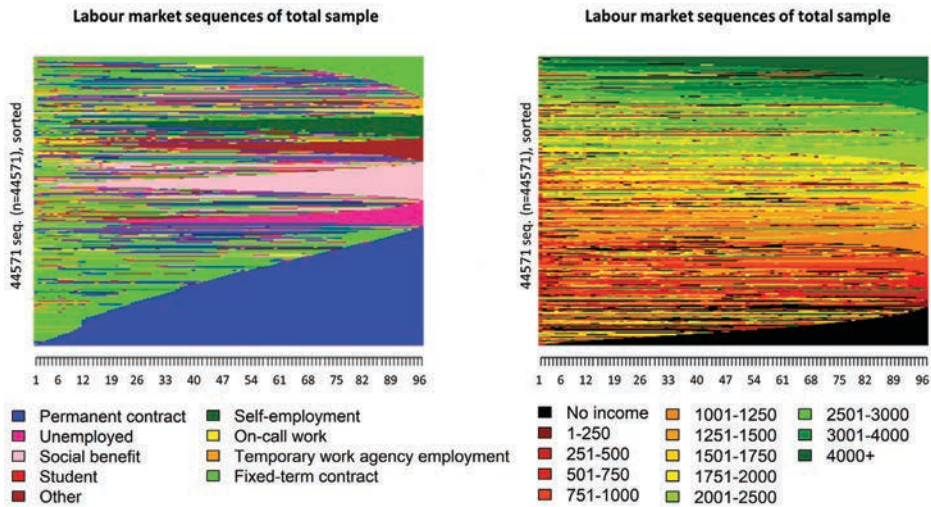 Labour market sequences of total sample
44571 seq. (n=44571), sorted
1 6 12 19 26 33 40 47 54 61 68 75 82 89 96
Permanent contract
Unemployed
Social benefit
Student
Other
Self-employment
On-call work
Temporary work agency employment
Fixed-term contract
Labour market sequences of total sample
44571 seq. (n=44571), sorted
1 6 12 19 26 33 40 47 54 61 68 75 82 89 96
No income
1-250
251-500
501-750
751-1000
1001-1250
1251-1500
1501-1750
1751-2000
2001-2500
2501-3000
3001-4000
4000+